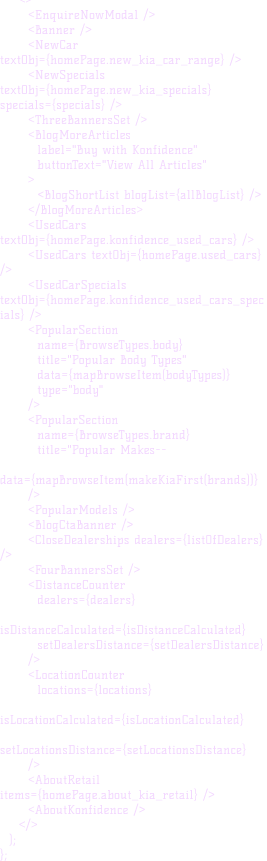 <>
<EnquireNowModal />
<Banner />
<NewCar
textObj={homePage.new_kia_car_range} />
<NewSpecials
textObj={homePage.new_kia_specials}
specials={specials} />
<ThreeBannersSet />
<BlogMoreArticles
label="Buy with Konfidence"
buttonText="View All Articles"
>
<BlogShortList blogList={allBlogList} />
</BlogMoreArticles>
<UsedCars
textObj={homePage.konfidence_used_cars} />
<UsedCars textObj={homePage.used_cars}
/>
<UsedCarSpecials
textObj={homePage.konfidence_used_cars_spec
ials} />
<PopularSection
name={BrowseTypes.body}
title="Popular Body Types"
data={mapBrowseItem(bodyTypes)}
type="body"
/>
<PopularSection
name={BrowseTypes.brand}
title="Popular Makes--
data={mapBrowseItem(makeKiaFirst(brands))}
/>
<PopularModels />
<BlogCtaBanner />
<CloseDealerships dealers={listOfDealers}
/>
<FourBannersSet />
<DistanceCounter
dealers={dealers}
isDistanceCalculated={isDistanceCalculated}
setDealersDistance={setDealersDistance}
/>
<LocationCounter
locations={locations}
isLocationCalculated={isLocationCalculated}
setLocationsDistance={setLocationsDistance}
/>
<AboutRetail
items={homePage.about_kia_retail} />
<AboutKonfidence />
</>
);
};